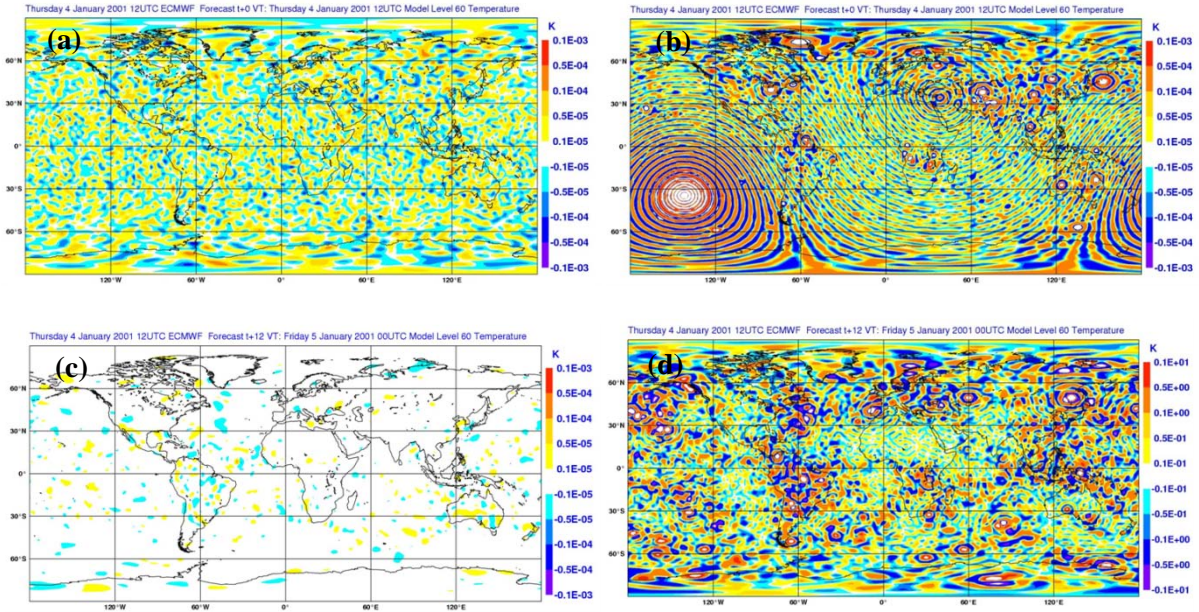 Thursday 4 January 2001 12UTC ECMWF Forecast t+0 VT: Thursday 4 January 2001 12UTC Model Level 60 Temperature
(a)
K
0.1E-03
0.5E-04
0.1E-04
0.5E-05
0.1E-05
-0.1E-05
-0.5E-05
-0.1E-04
-0.5E-04
-0.1E-03
60°N
30°N
0°
30°S
60°S
120°W 60°W 0° 60°E 120°E
Thursday 4 January 2001 12UTC ECMWF Forecast t+0 VT: Thursday 4 January 2001 12UTC Model Level 60 Temperature
(b)
K
0.1E-03
0.5E-04
0.1E-04
0.5E-05
0.1E-05
-0.1E-05
-0.5E-05
-0.1E-04
-0.5E-04
-0.1E-03
60°N
30°N
0°
30°S
60°S
120°W 60°W 0° 60°E 120°E
Thursday 4 January 2001 12UTC ECMWF Forecast t+12 VT: Friday 5 January 2001 00UTC Model Level 60 Temperature
(c)
K
0.1E-03
0.5E-04
0.1E-04
0.5E-05
0.1E-05
-0.1E-05
-0.5E-05
-0.1E-04
-0.5E-04
-0.1E-03
60°N
30°N
0°
30°S
60°S
120°W 60°W 0° 60°E 120°E
Thursday 4 January 2001 12UTC ECMWF Forecast t+12 VT: Friday 5 January 2001 00UTC Model Level 60 Temperature
(d)
K
0.1E+01
0.5E+00
0.1E+00
0.5E-01
0.1E-01
-0.1E-01
-0.5E-01
-0.1E+00
-0.5E+00
-0.1E+01
60°N
30°N
0°
30°S
60°S
120°W 60°W 0° 60°E 120°E